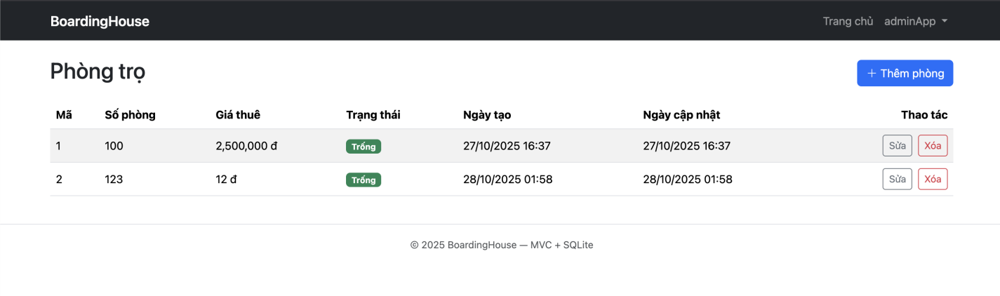 BoardingHouse Trang chủ adminApp
Phòng trọ + Thêm phòng
Mã Số phòng Giá thuê Trạng thái Ngày tạo Ngày cập nhật Thao tác
1 100 2,500,000 đ Trống 27/10/2025 16:37 27/10/2025 16:37 Sửa Xóa
2 123 12 đ Trống 28/10/2025 01:58 28/10/2025 01:58 Sửa Xóa
© 2025 BoardingHouse — MVC + SQLite